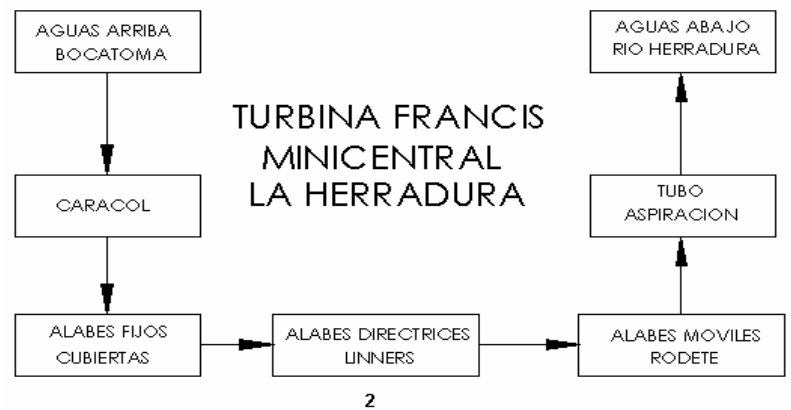 AGUAS ARRIBA
BOCATOMA
AGUAS ABAJO
RIO HERRADURA
TURBINA FRANCIS
MINICENTRAL
LA HERRADURA
CARACOL
TUBO
ASPIRACION
ALABES FIJOS
CUBIERTAS
ALABES DIRECTRICES
LINNERS
ALABES MOVILES
RODETE
2